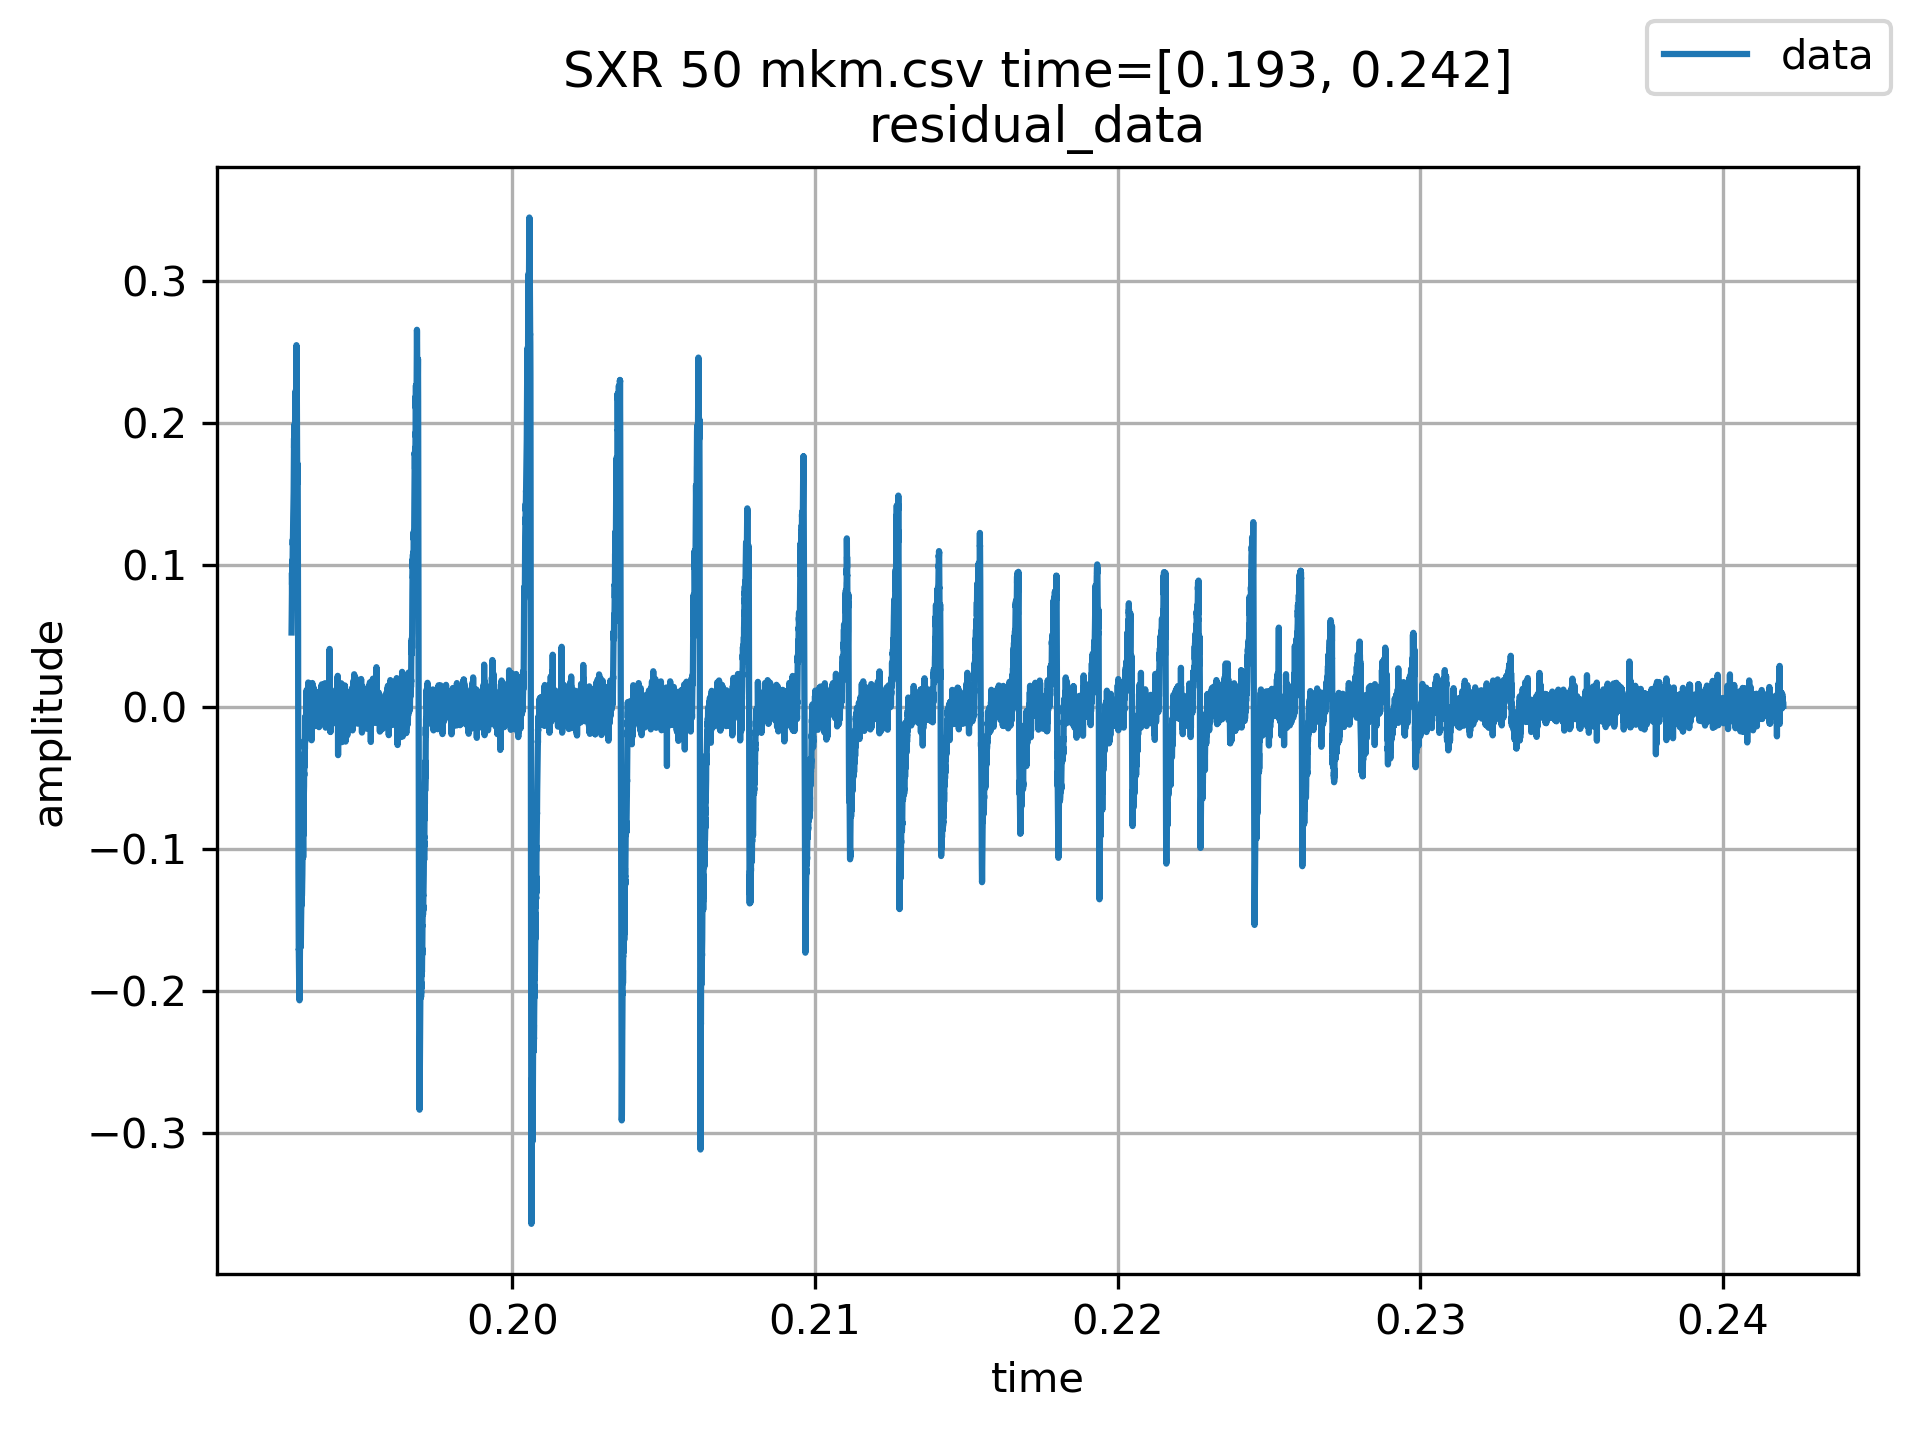 SXR 50 mkm.csv time=[0.193, 0.242]
residual_data
data
amplitude
0.3
0.2
0.1
0.0
−0.1
−0.2
−0.3
0.20
0.21
0.22
0.23
0.24
time